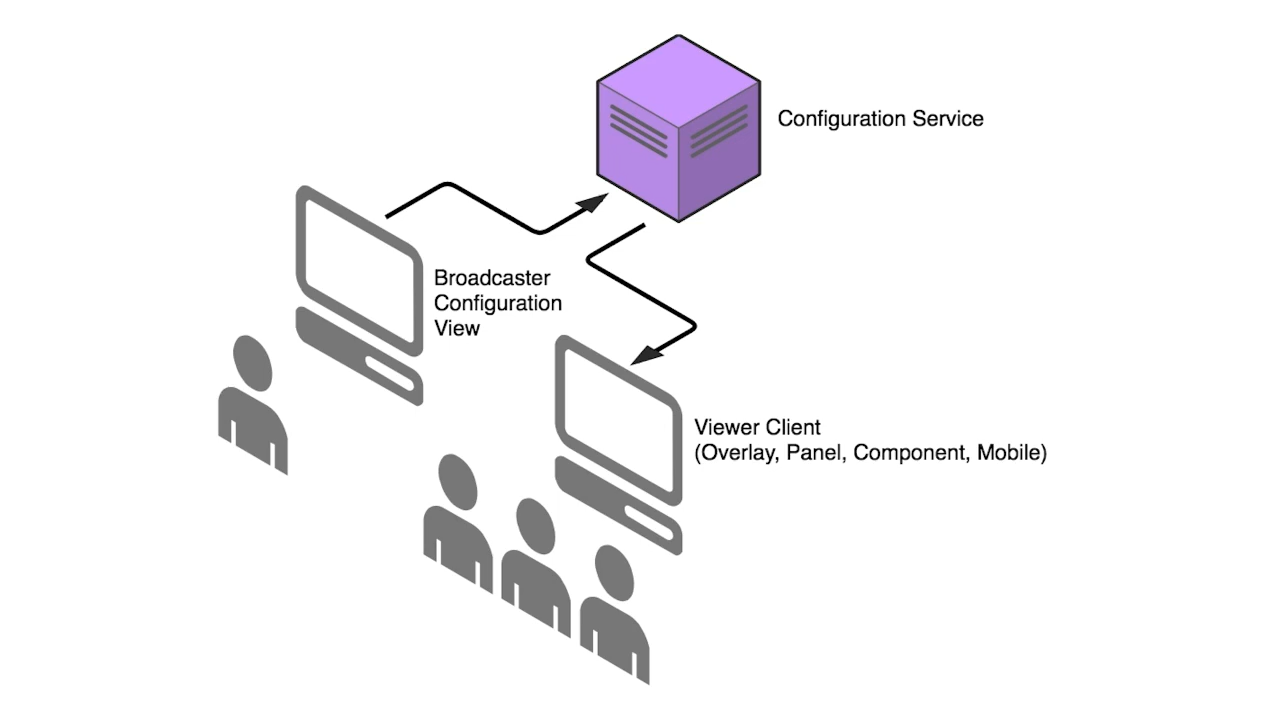 Configuration Service
Broadcaster
Configuration
View
Viewer Client
(Overlay, Panel, Component, Mobile)